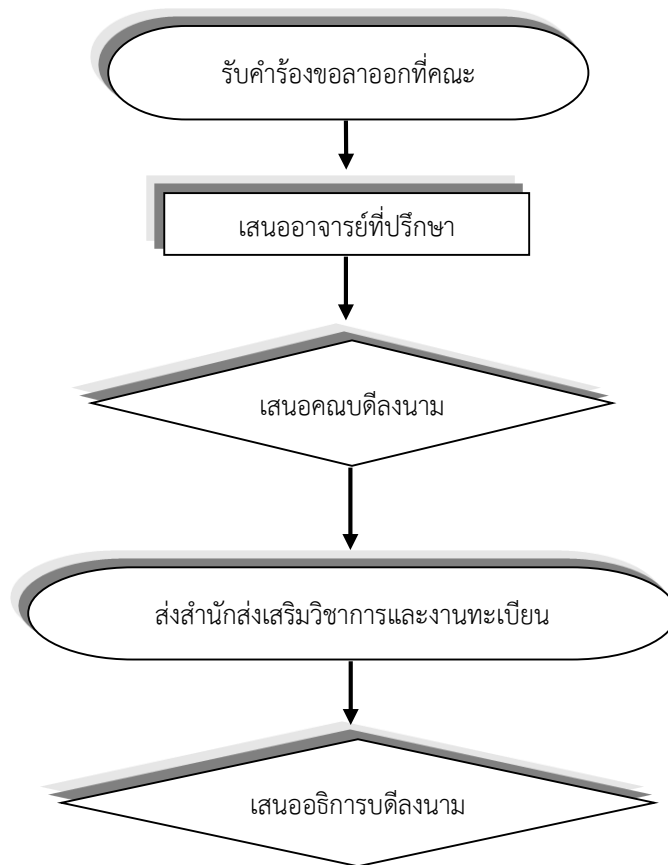 รับคำร้องขอลาออกที่คณะ
เสนออาจารย์ที่ปรึกษา
เสนอคณบดีลงนาม
ส่งสำนักส่งเสริมวิชาการและงานทะเบียน
เสนออธิการบดีลงนาม